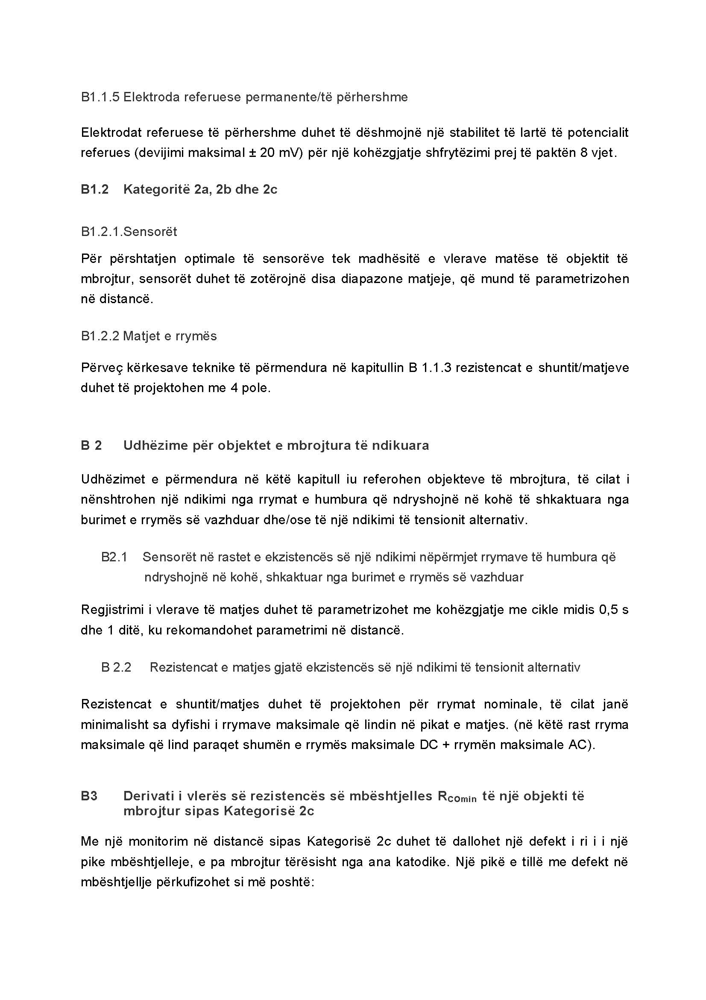 B1.1.5 Elektroda referuese permanente/të përhershme
Elektrodat referuese të përhershme duhet të dëshmojnë një stabilitet të lartë të potencialit
referues (devijimi maksimal ± 20 mV) për një kohëzgjatje shfrytëzimi prej të paktën 8 vjet.
B1.2 Kategoritë 2a, 2b dhe 2c
B1.2.1.Sensorët
Për përshtatjen optimale të sensorëve tek madhësitë e vlerave matëse të objektit të
mbrojtur, sensorët duhet të zotërojnë disa diapazone matjeje, që mund të parametrizohen
në distancë.
B1.2.2 Matjet e rrymës
Përveç kërkesave teknike të përmendura në kapitullin B 1.1.3 rezistencat e shuntit/matjeve
duhet të projektohen me 4 pole.
B 2 Udhëzime për objektet e mbrojtura të ndikuara
Udhëzimet e përmendura në këtë kapitull iu referohen objekteve të mbrojtura, të cilat i
nënshtrohen një ndikimi nga rrymat e humbura që ndryshojnë në kohë të shkaktuara nga
burimet e rrymës së vazhduar dhe/ose të një ndikimi të tensionit alternativ.
B2.1 Sensorët në rastet e ekzistencës së një ndikimi nëpërmjet rrymave të humbura që
ndryshojnë në kohë, shkaktuar nga burimet e rrymës së vazhduar
Regjistrimi i vlerave të matjes duhet të parametrizohet me kohëzgjatje me cikle midis 0,5 s
dhe 1 ditë, ku rekomandohet parametrimi në distancë.
B 2.2 Rezistencat e matjes gjatë ekzistencës së një ndikimi të tensionit alternativ
Rezistencat e shuntit/matjes duhet të projektohen për rrymat nominale, të cilat janë
minimalisht sa dyfishi i rrymave maksimale që lindin në pikat e matjes. (në këtë rast rryma
maksimale që lind paraqet shumën e rrymës maksimale DC + rrymën maksimale AC).
B3 Derivati i vlerës së rezistencës së mbështjelles RCOmin të një objekti të
mbrojtur sipas Kategorisë 2c
Me një monitorim në distancë sipas Kategorisë 2c duhet të dallohet një defekt i ri i i një
pike mbështjelleje, e pa mbrojtur tërësisht nga ana katodike. Një pikë e tillë me defekt në
mbështjellje përkufizohet si më poshtë: